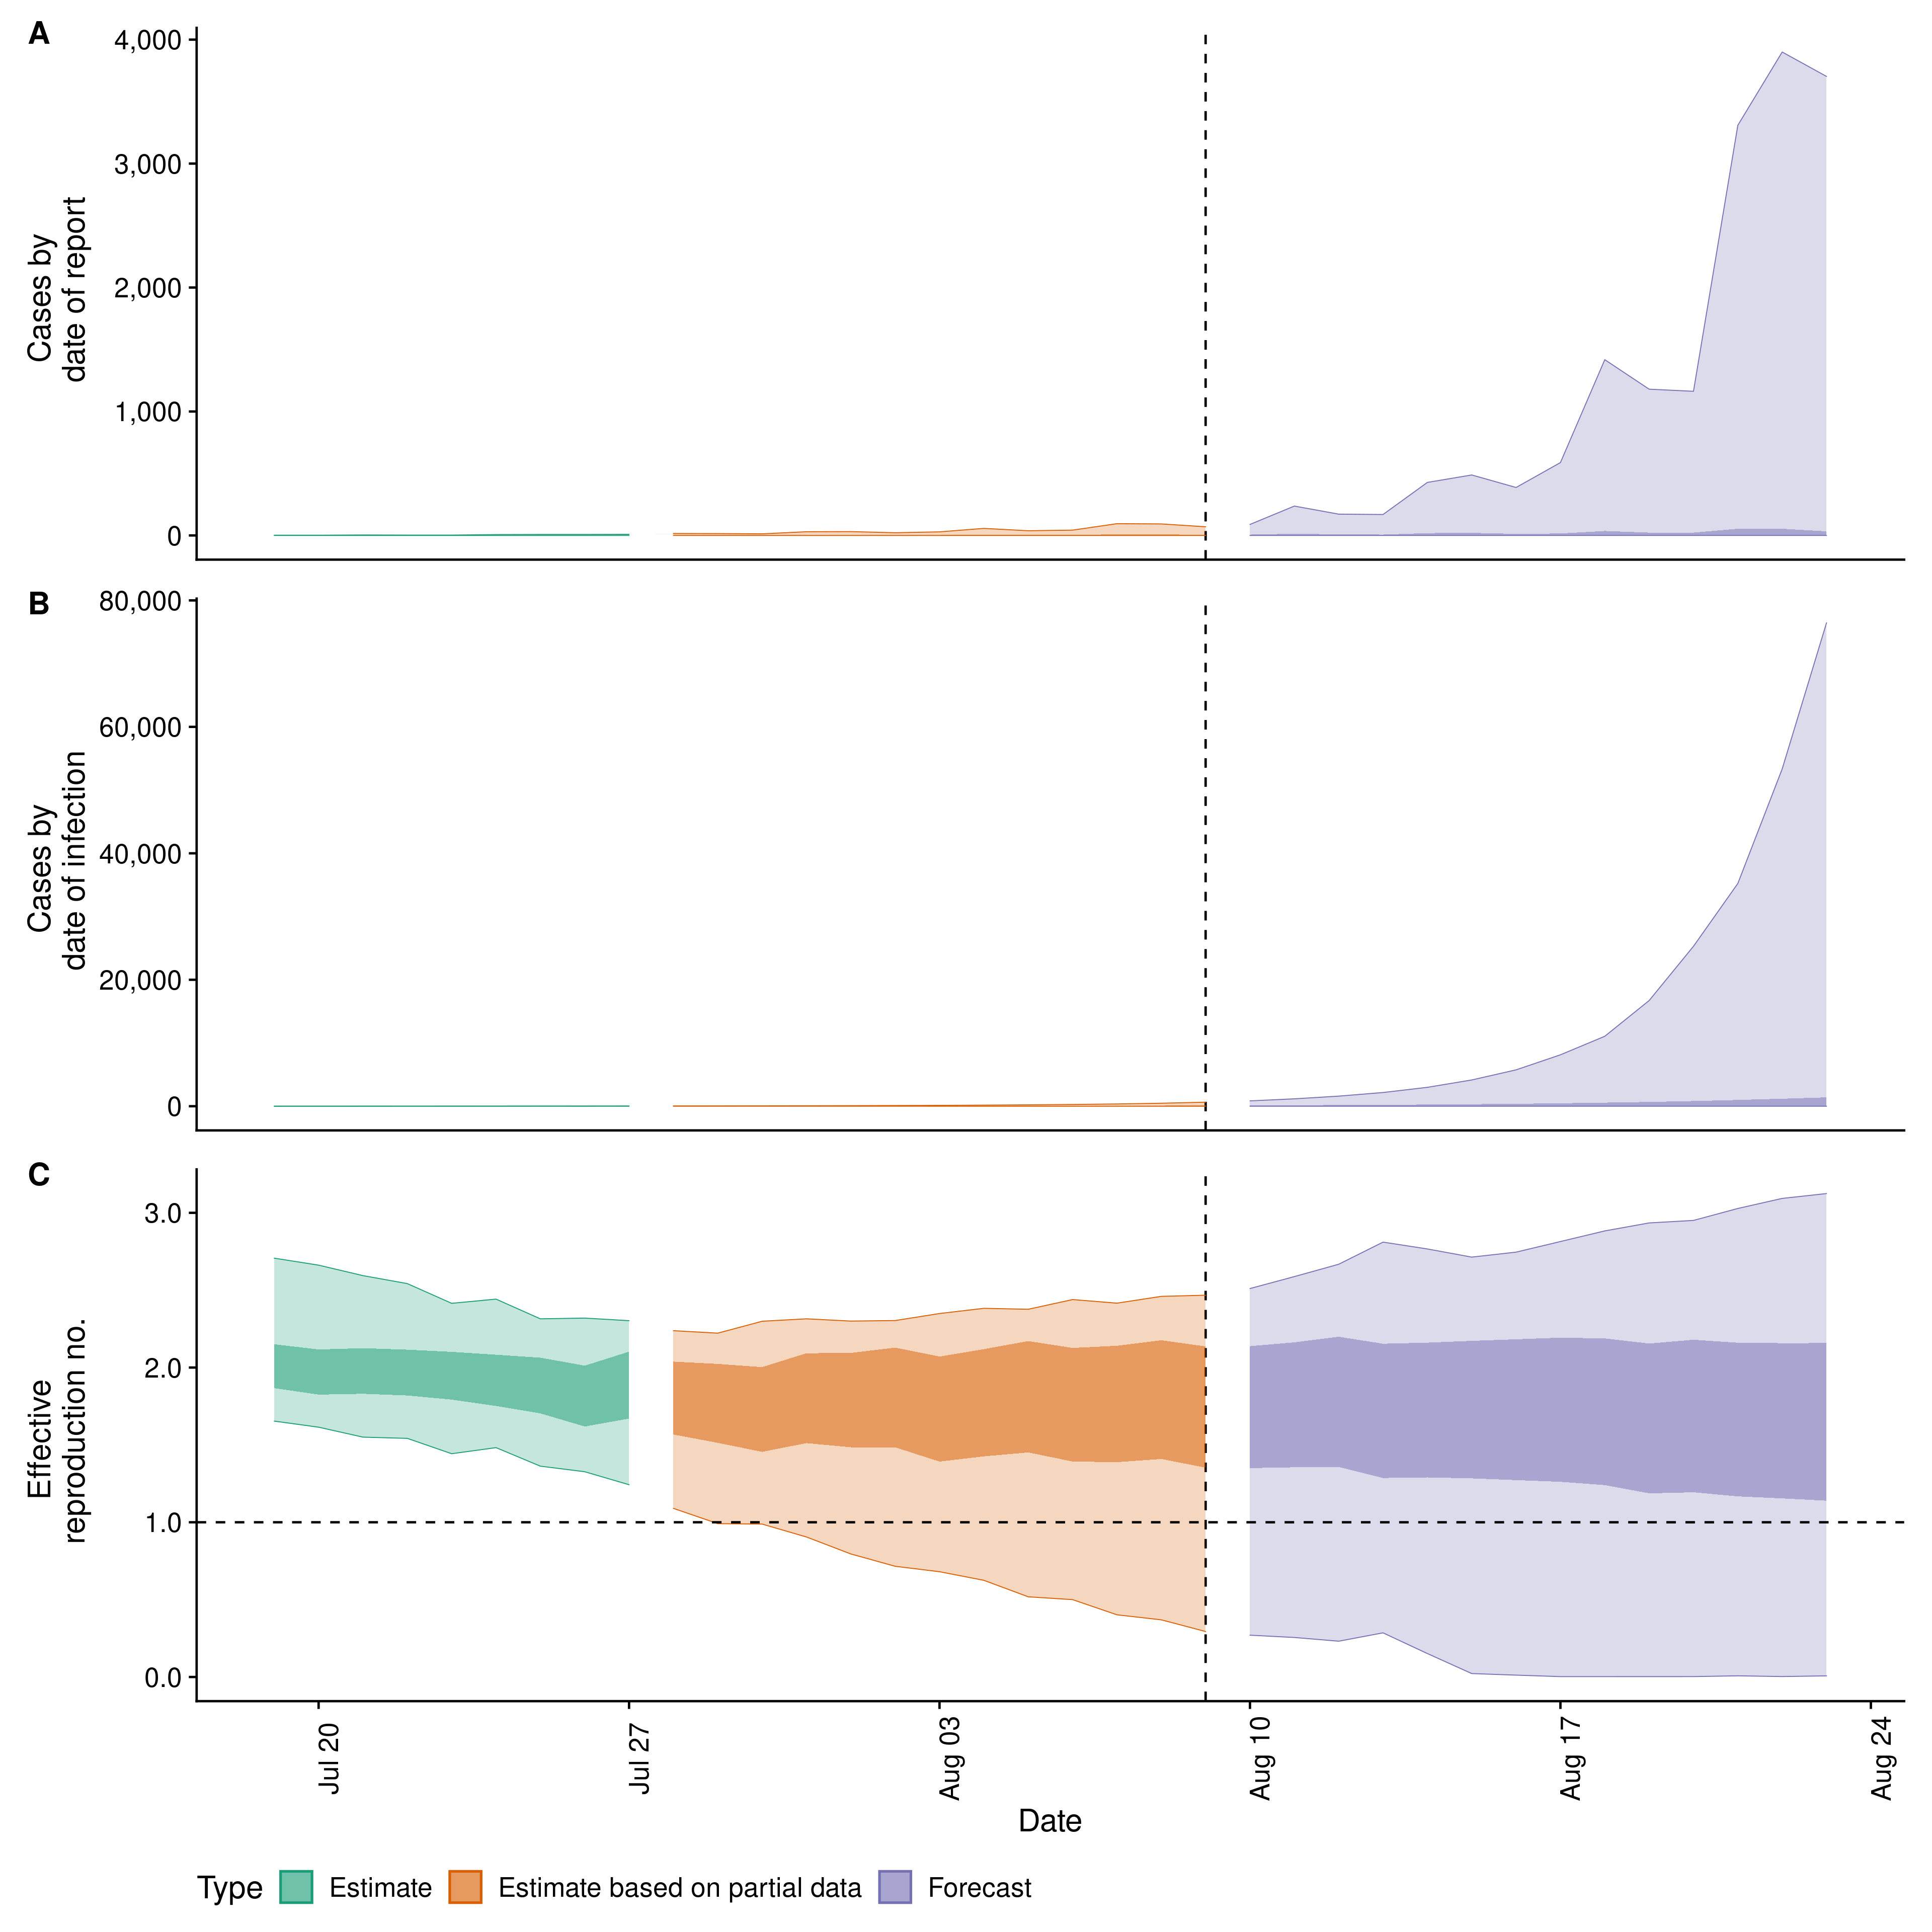 A
4,000
3,000
2,000
1,000
0
Cases by
date of report
B
80,000
60,000
40,000
20,000
0
Cases by
date of infection
C
3.0
2.0
1.0
0.0
Effective
reproduction no.
Jul 20
Jul 27
Aug 03
Aug 10
Aug 17
Aug 24
Date
Type Estimate Estimate based on partial data Forecast